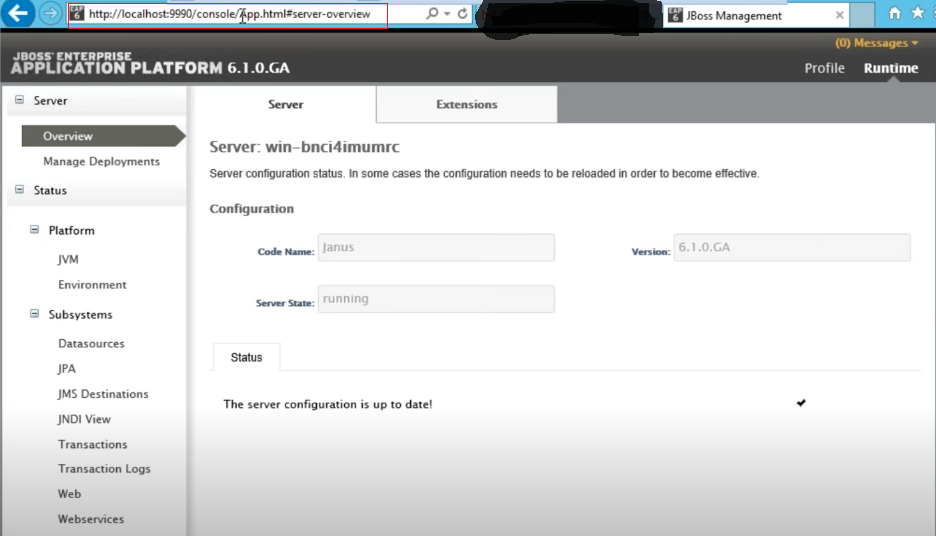 EAP 6
http://localhost:9990/console/App.html#server-overview
EAP 6
JBoss Management
(0) Messages
JBOSS® ENTERPRISE
APPLICATION PLATFORM 6.1.0.GA
Profile
Runtime
Server
Overview
Manage Deployments
Status
Platform
JVM
Environment
Subsystems
Datasources
JPA
JMS Destinations
JNDI View
Transactions
Transaction Logs
Web
Webservices
Server
Extensions
Server: win-bnci4imumrc
Server configuration status. In some cases the configuration needs to be reloaded in order to become effective.
Configuration
Code Name: Janus
Version: 6.1.0.GA
Server State: running
Status
The server configuration is up to date!